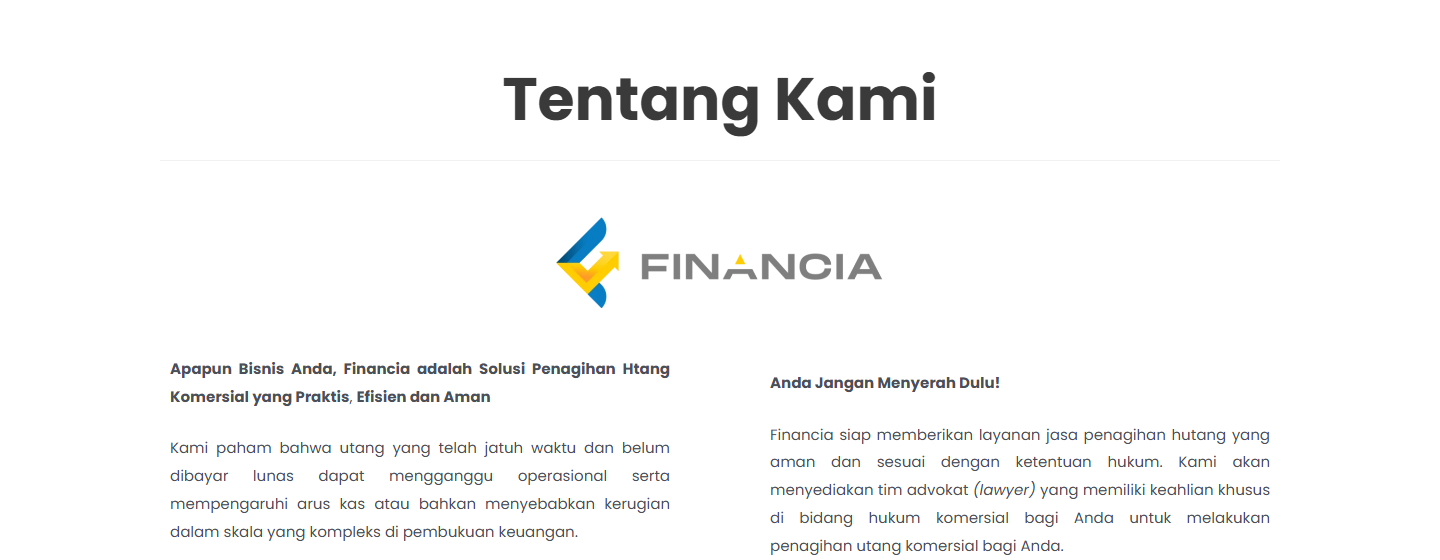 Tentang Kami
FINANCIA
Apapun Bisnis Anda, Financia adalah Solusi Penagihan Htang
Komersial yang Praktis, Efisien dan Aman
Kami paham bahwa utang yang telah jatuh waktu dan belum
dibayar lunas dapat mengganggu operasional serta
mempengaruhi arus kas atau bahkan menyebabkan kerugian
dalam skala yang kompleks di pembukuan keuangan.
Anda Jangan Menyerah Dulu!
Financia siap memberikan layanan jasa penagihan hutang yang
aman dan sesuai dengan ketentuan hukum. Kami akan
menyediakan tim advokat (lawyer) yang memiliki keahlian khusus
di bidang hukum komersial bagi Anda untuk melakukan
penagihan utang komersial bagi Anda.